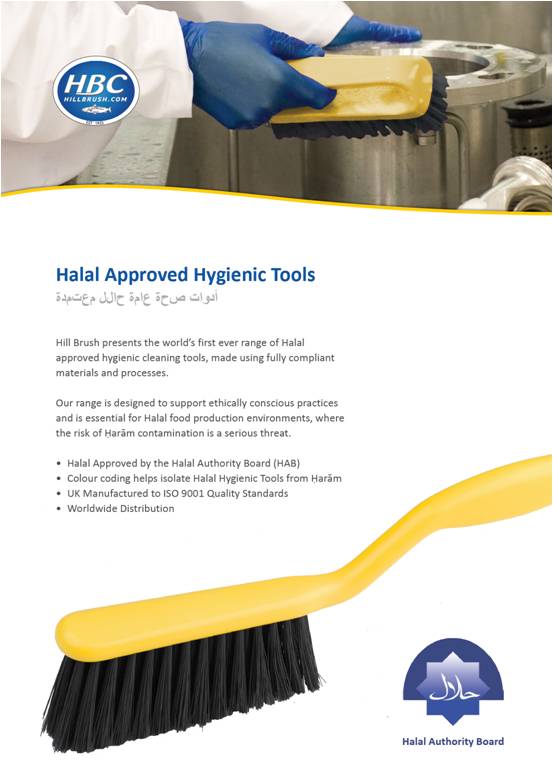 HBC
HILLBRUSH.COM
Halal Approved Hygienic Tools
أدوات صحة عامة حالل معتمدة
Hill Brush presents the world's first ever range of Halal
approved hygienic cleaning tools, made using fully compliant
materials and processes.
Our range is designed to support ethically conscious practices
and is essential for Halal food production environments, where
the risk of Ḥarām contamination is a serious threat.
• Halal Approved by the Halal Authority Board (HAB)
• Colour coding helps isolate Halal Hygienic Tools from Ḥarām
• UK Manufactured to ISO 9001 Quality Standards
• Worldwide Distribution
حلال
Halal Authority Board